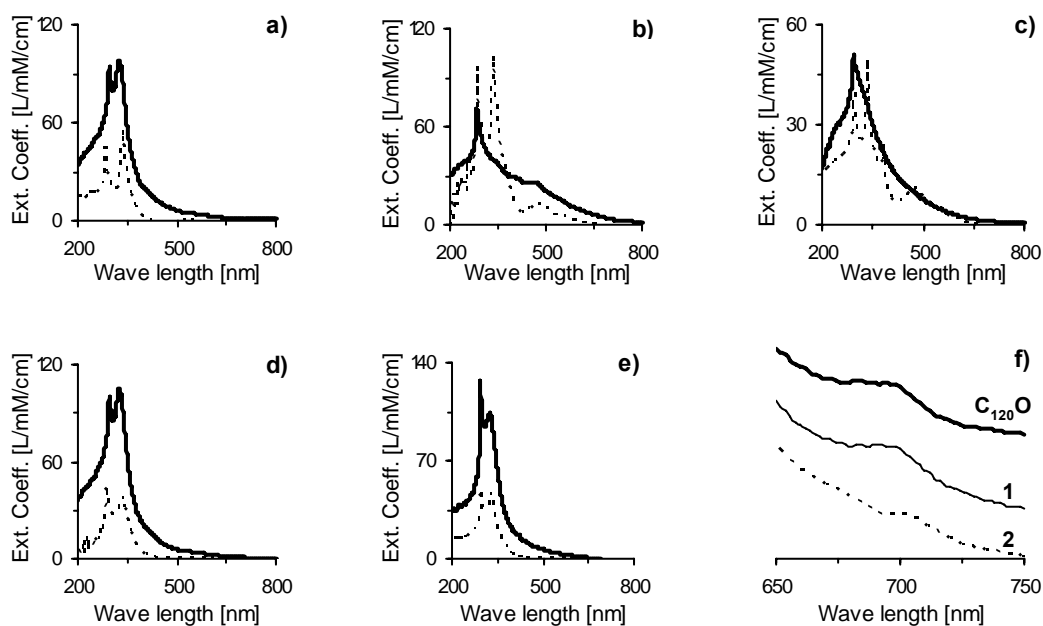 120
a)
60
0
Ext. Coeff. [L/mM/cm]
200 500 800
Wave length [nm]
120
b)
60
0
Ext. Coeff. [L/mM/cm]
200 500 800
Wave length [nm]
60
c)
30
0
Ext. Coeff. [L/mM/cm]
200 500 800
Wave length [nm]
120
d)
60
0
Ext. Coeff. [L/mM/cm]
200 500 800
Wave length [nm]
140
e)
70
0
Ext. Coeff. [L/mM/cm]
200 500 800
Wave length [nm]
f)
C₁₂₀O
1
2
650 700 750
Wave length [nm]